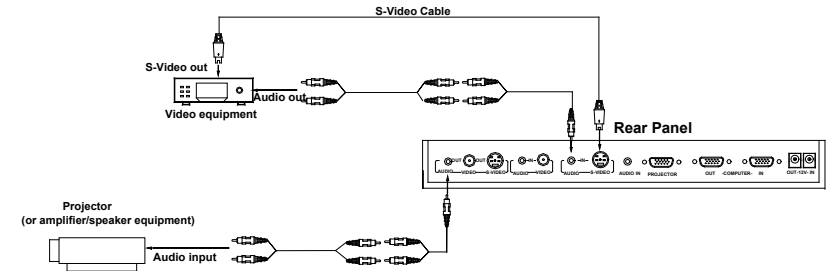 S-Video Cable
S-Video out
Audio out
Video equipment
Rear Panel
OUT OUT IN IN
AUDIO VIDEO S-VIDEO AUDIO VIDEO AUDIO S-VIDEO AUDIO IN PROJECTOR OUT -COMPUTER- IN OUT-12V- IN
Projector
(or amplifier/speaker equipment)
Audio input